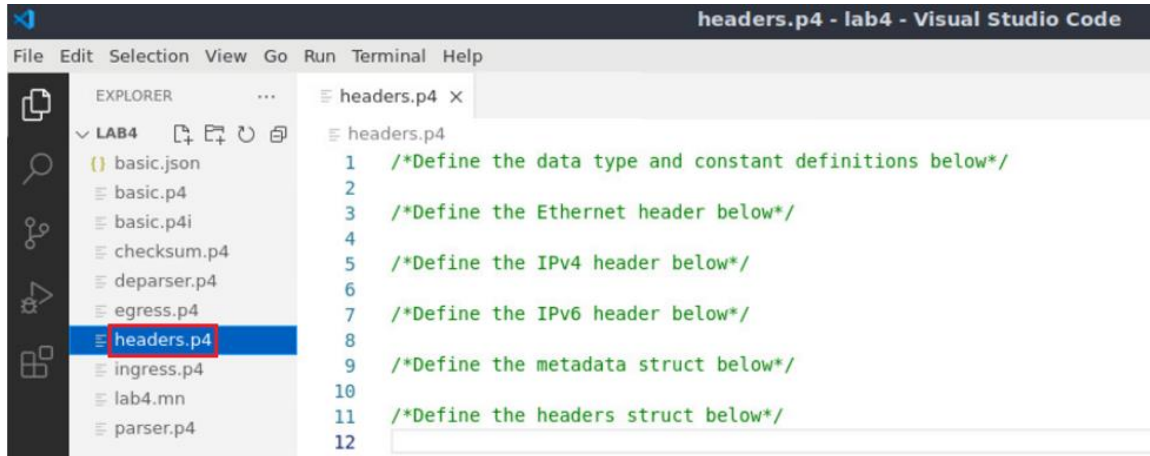 headers.p4 - lab4 - Visual Studio Code
File Edit Selection View Go Run Terminal Help
EXPLORER ...
LAB4
{} basic.json
basic.p4
basic.p4i
checksum.p4
deparser.p4
egress.p4
headers.p4
ingress.p4
lab4.mn
parser.p4
headers.p4 ×
headers.p4
1 /*Define the data type and constant definitions below*/
2
3 /*Define the Ethernet header below*/
4
5 /*Define the IPv4 header below*/
6
7 /*Define the IPv6 header below*/
8
9 /*Define the metadata struct below*/
10
11 /*Define the headers struct below*/
12